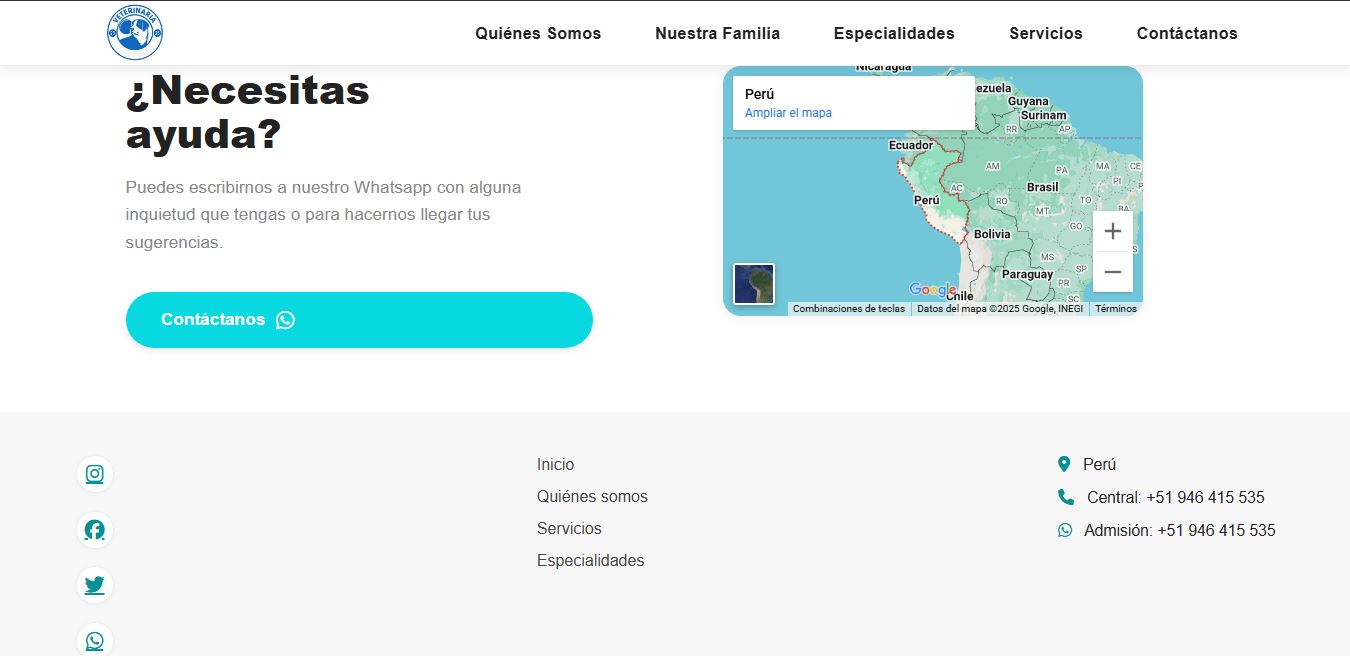 VETERINARIA
Quiénes Somos
Nuestra Familia
Especialidades
Servicios
Contáctanos
¿Necesitas
ayuda?
Puedes escribirnos a nuestro Whatsapp con alguna
inquietud que tengas o para hacernos llegar tus
sugerencias.
Contáctanos
Nicaragua
Perú
Ampliar el mapa
ezuela
Guyana
Surinam
RR
AP
Ecuador
AM
PA
MA
CE
PI
P
AC
Brasil
TO
Perú
RO
MT
BA
GO
Bolivia
S
MS
SP
Paraguay
PR
SC
Google
Chile
Combinaciones de teclas
Datos del mapa ©2025 Google, INEGI
Términos
Inicio
Quiénes somos
Servicios
Especialidades
Perú
Central: +51 946 415 535
Admisión: +51 946 415 535